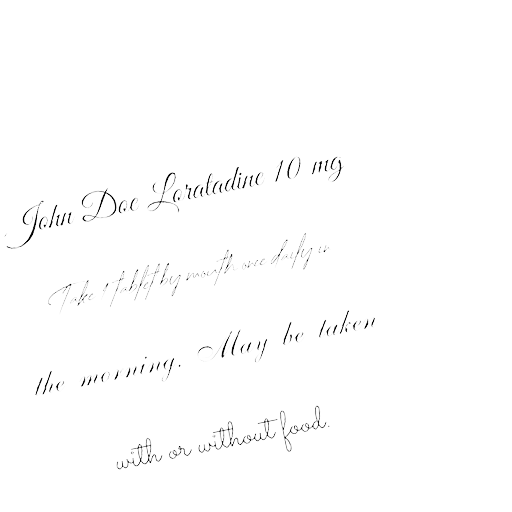 John Doe Loratadine 10 mg
Take 1 tablet by mouth once daily in
the morning. May be taken
with or without food.